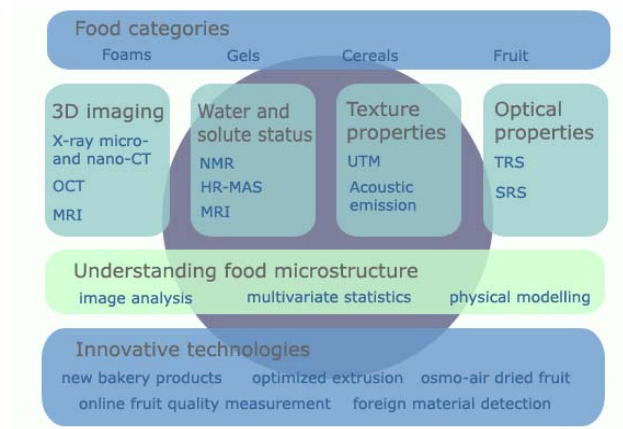 Food categories
Foams Gels Cereals Fruit
3D imaging
X-ray micro-
and nano-CT
OCT
MRI
Water and
solute status
NMR
HR-MAS
MRI
Texture
properties
UTM
Acoustic
emission
Optical
properties
TRS
SRS
Understanding food microstructure
image analysis multivariate statistics physical modelling
Innovative technologies
new bakery products optimized extrusion osmo-air dried fruit
online fruit quality measurement foreign material detection